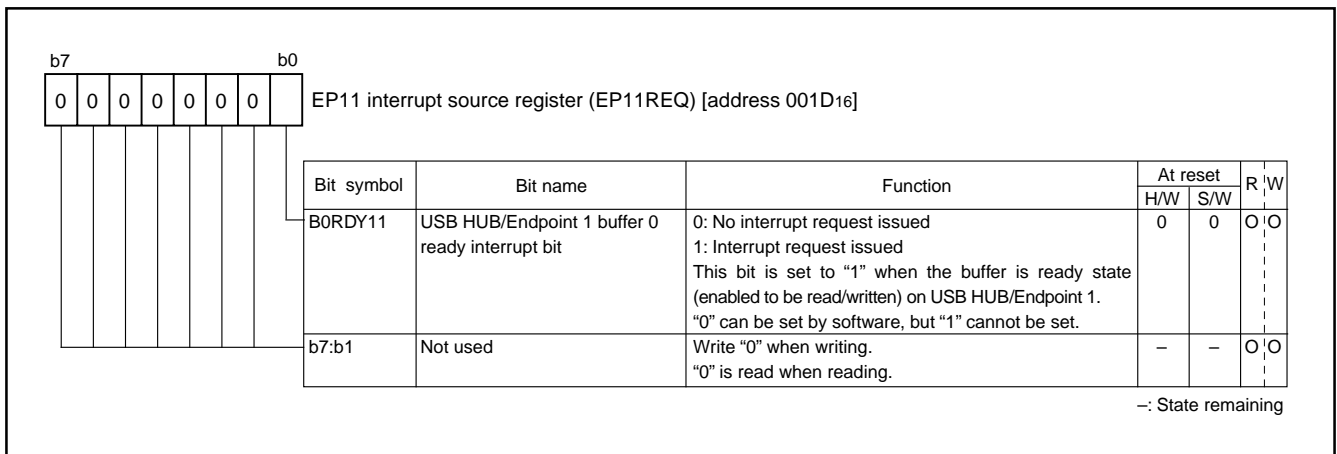 b7 b0
0 0 0 0 0 0 0 EP11 interrupt source register (EP11REQ) [address 001D16]
Bit symbol Bit name Function At reset R W
H/W S/W
B0RDY11 USB HUB/Endpoint 1 buffer 0 0: No interrupt request issued 0 0 O O
ready interrupt bit 1: Interrupt request issued
This bit is set to “1” when the buffer is ready state
(enabled to be read/written) on USB HUB/Endpoint 1.
“0” can be set by software, but “1” cannot be set.
b7:b1 Not used Write “0” when writing. – – O O
“0” is read when reading.
–: State remaining